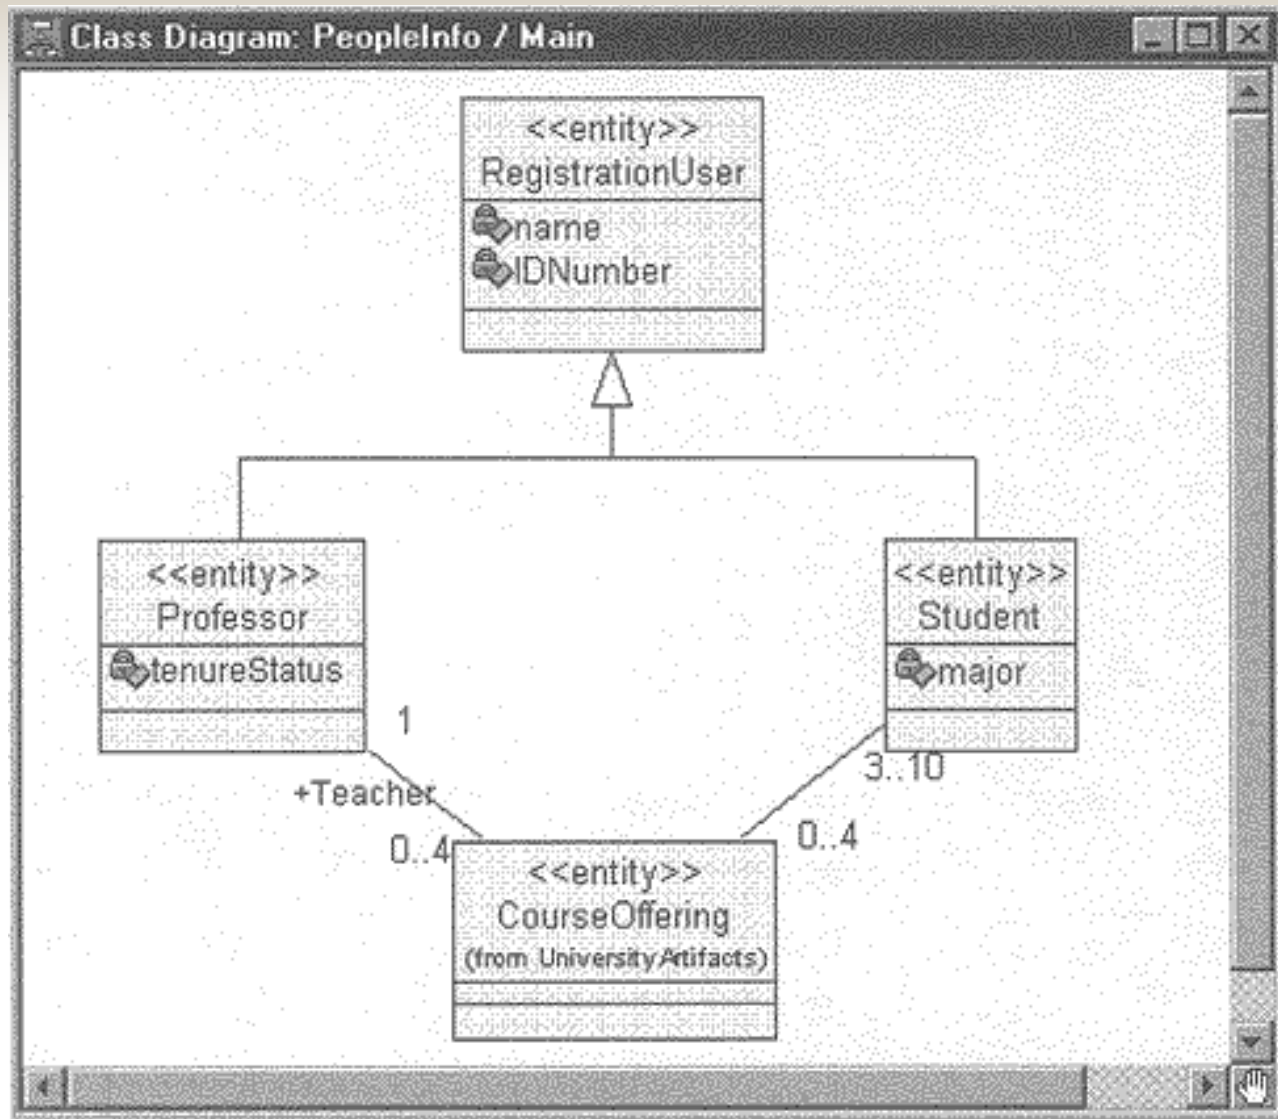 Class Diagram: PeopleInfo / Main
<<entity>>
RegistrationUser
name
IDNumber
<<entity>>
Professor
tenureStatus
<<entity>>
Student
major
1
+Teacher
0..4
3..10
0..4
<<entity>>
CourseOffering
(from UniversityArtifacts)